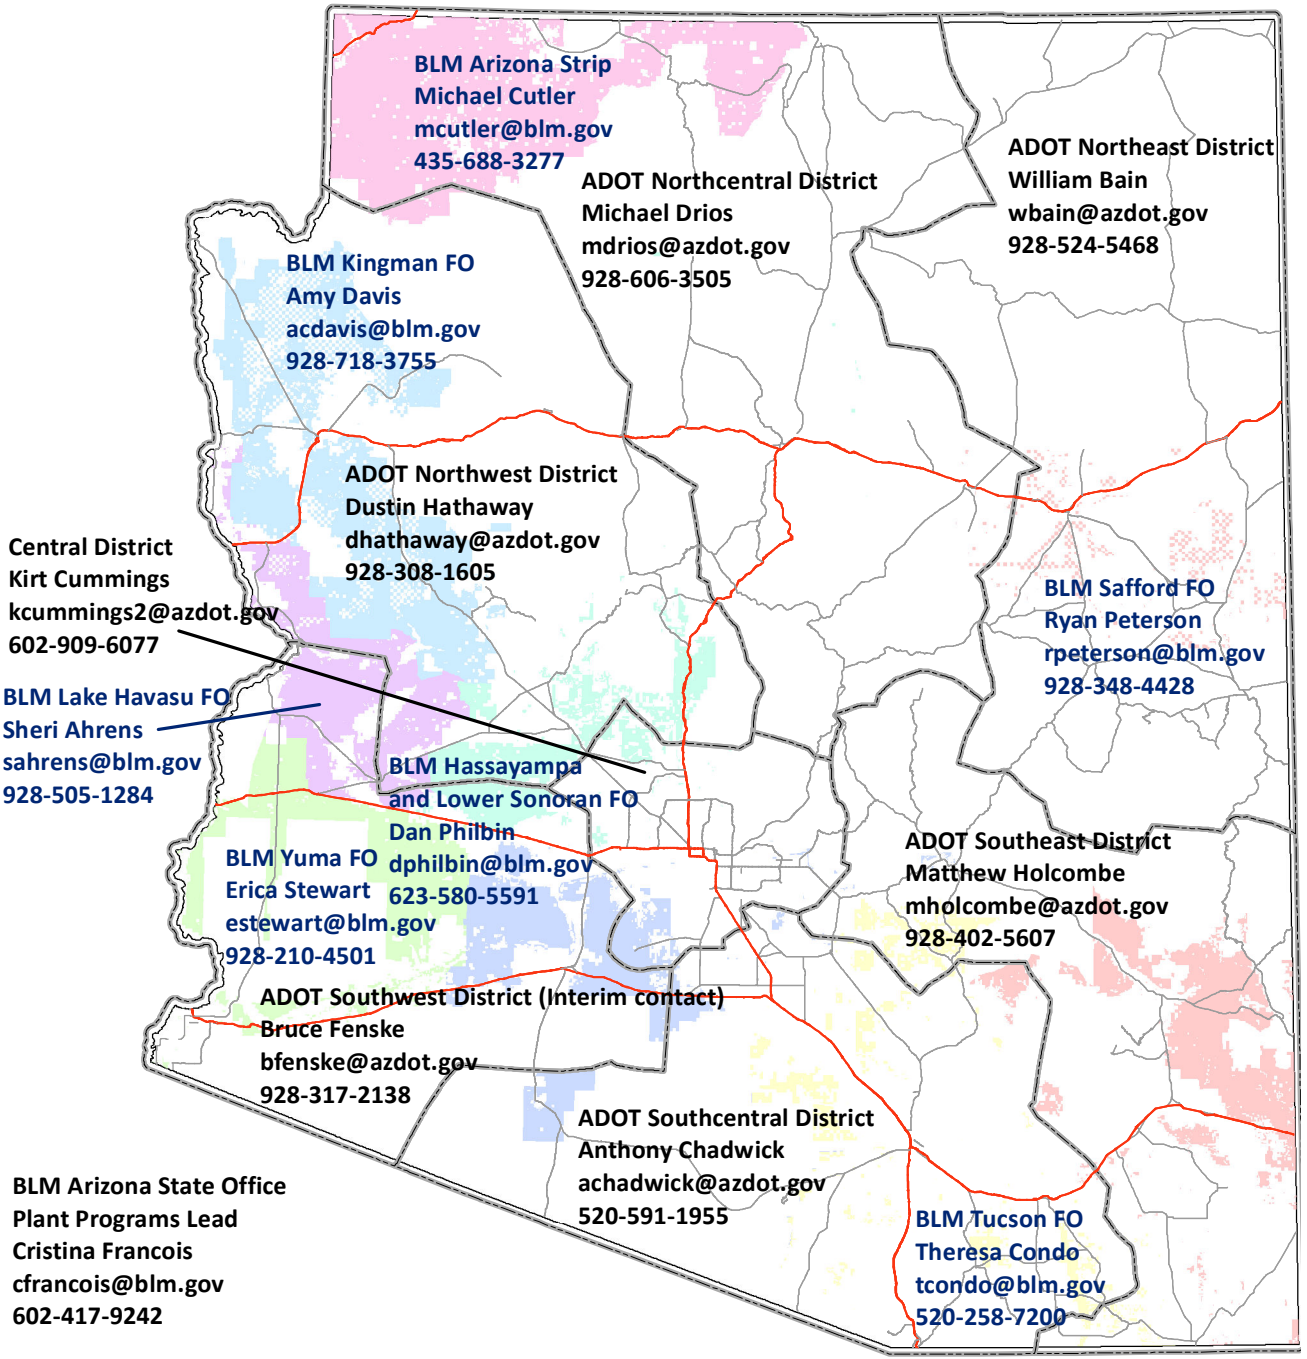 BLM Arizona Strip
Michael Cutler
mcutler@blm.gov
435-688-3277
ADOT Northcentral District
Michael Drios
mdrios@azdot.gov
928-606-3505
ADOT Northeast District
William Bain
wbain@azdot.gov
928-524-5468
BLM Kingman FO
Amy Davis
acdavis@blm.gov
928-718-3755
ADOT Northwest District
Dustin Hathaway
dhathaway@azdot.gov
928-308-1605
Central District
Kirt Cummings
kcummings2@azdot.gov
602-909-6077
BLM Safford FO
Ryan Peterson
rpeterson@blm.gov
928-348-4428
BLM Lake Havasu FO
Sheri Ahrens
sahrens@blm.gov
928-505-1284
BLM Hassayampa
and Lower Sonoran FO
Dan Philbin
dphilbin@blm.gov
623-580-5591
BLM Yuma FO
Erica Stewart
estewart@blm.gov
928-210-4501
ADOT Southeast District
Matthew Holcombe
mholcombe@azdot.gov
928-402-5607
ADOT Southwest District (Interim contact)
Bruce Fenske
bfenske@azdot.gov
928-317-2138
ADOT Southcentral District
Anthony Chadwick
achadwick@azdot.gov
520-591-1955
BLM Arizona State Office
Plant Programs Lead
Cristina Francois
cfrancois@blm.gov
602-417-9242
BLM Tucson FO
Theresa Condo
tcondo@blm.gov
520-258-7200